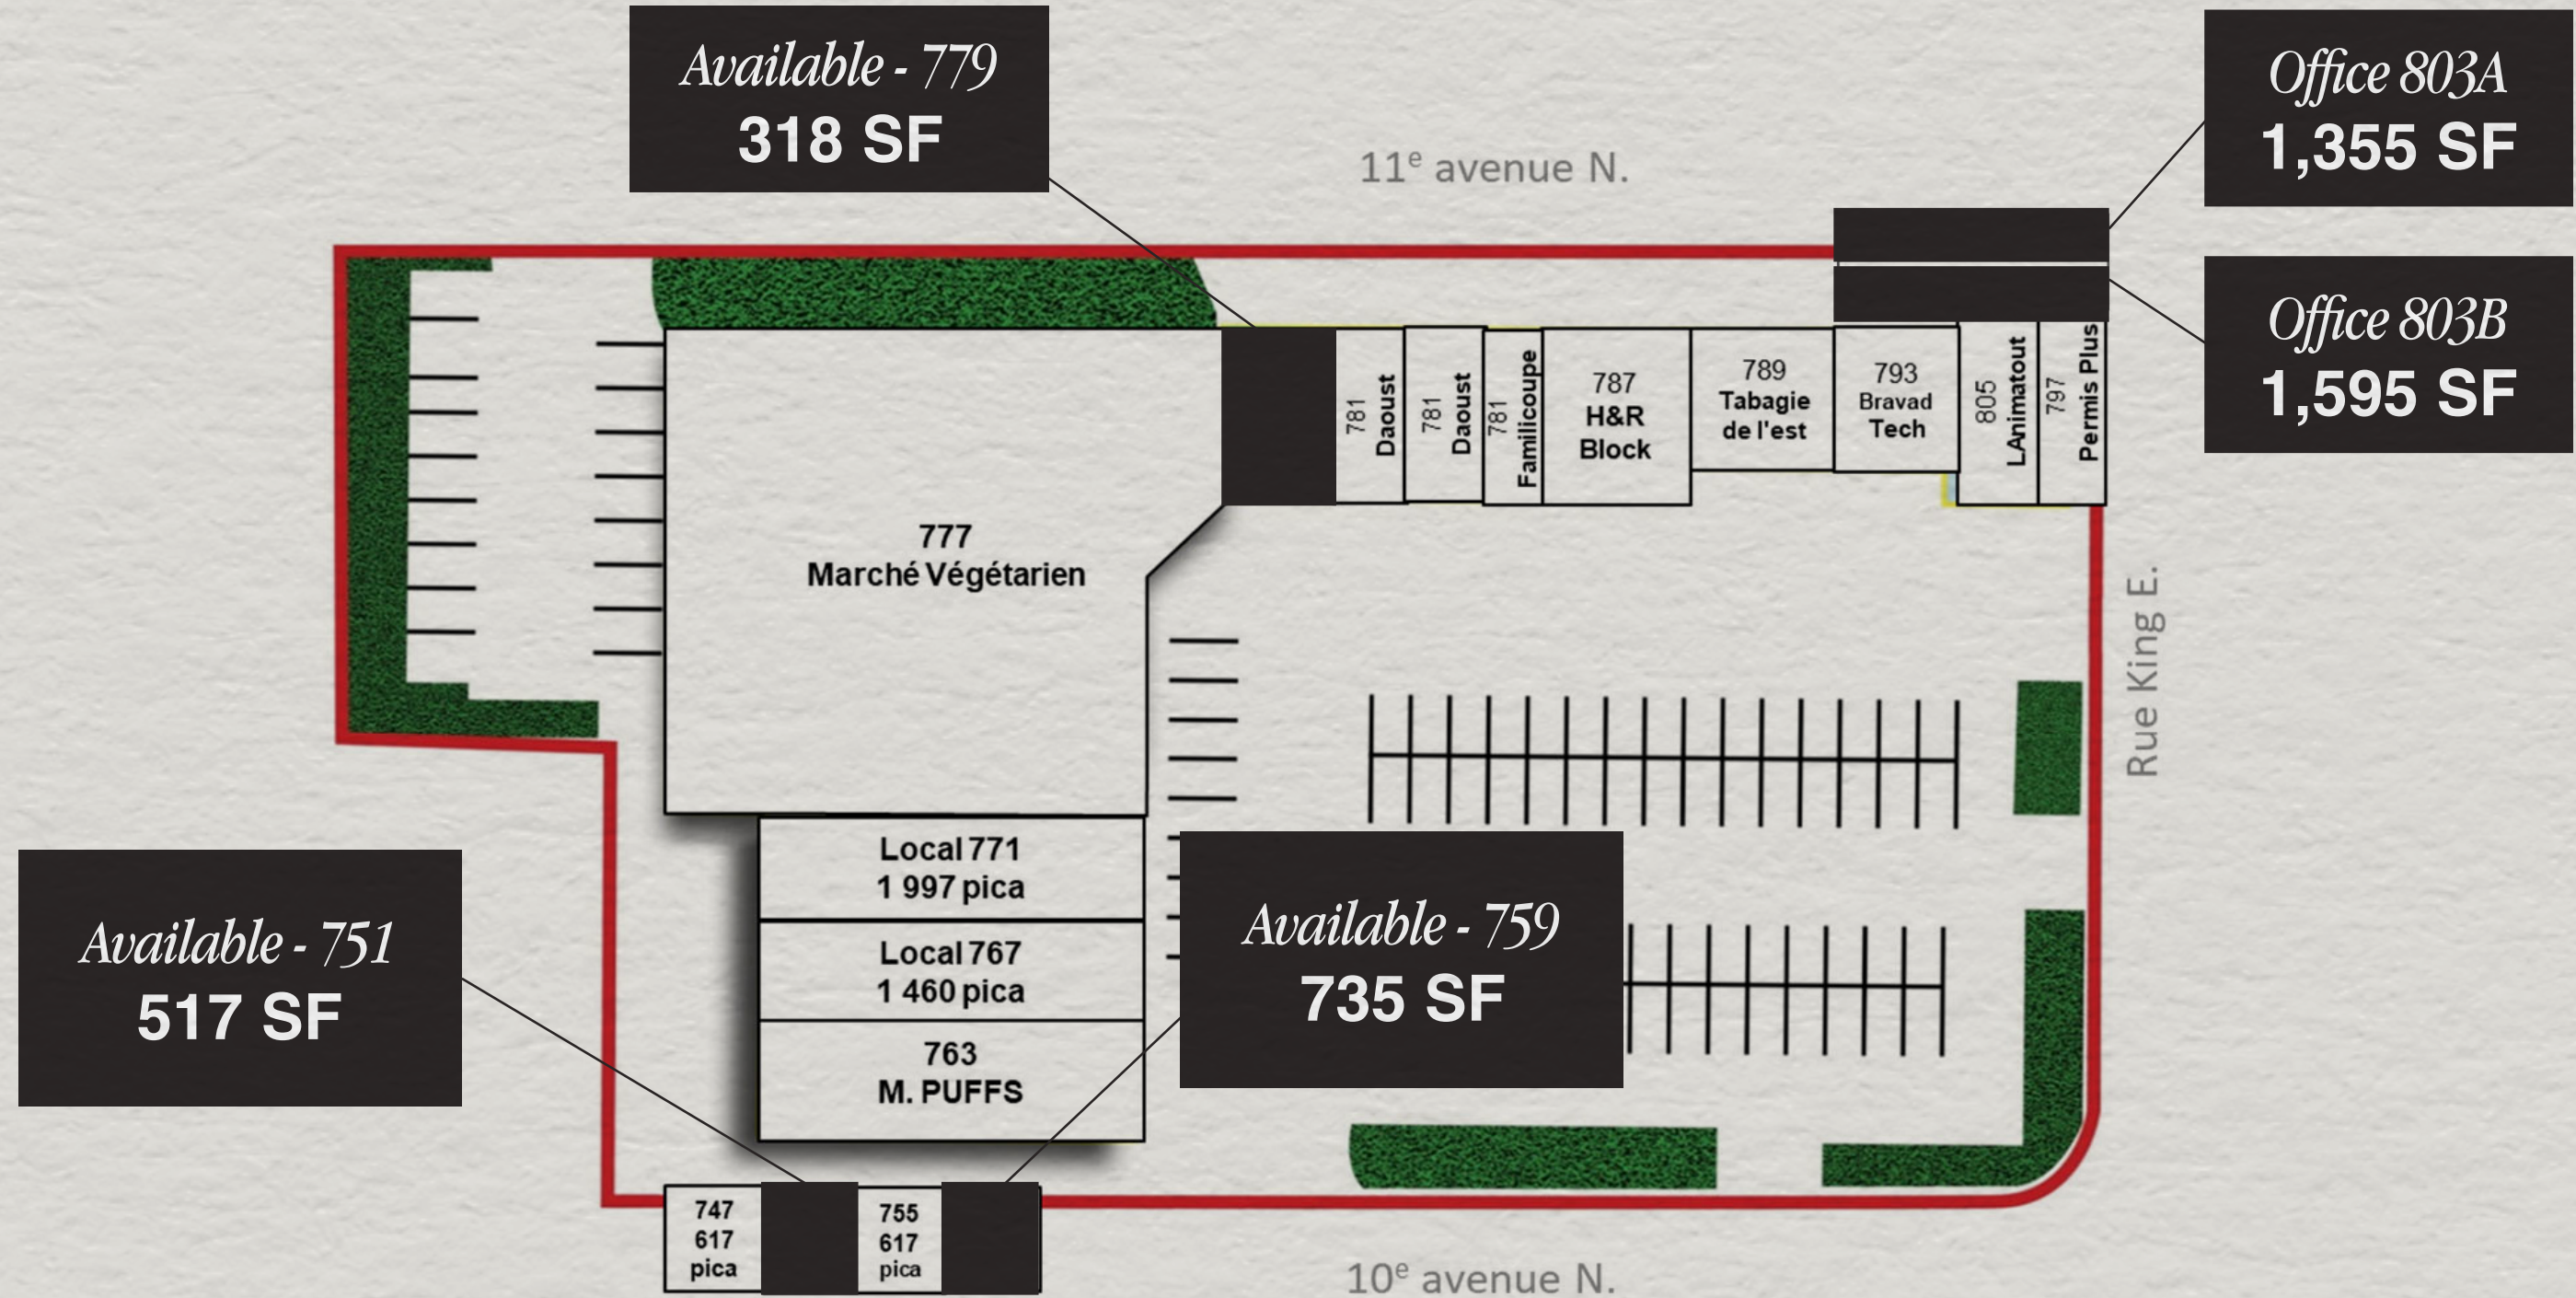 Available - 779
318 SF
Office 803A
1,355 SF
11e avenue N.
Office 803B
1,595 SF
781
Daoust
781
Daoust
781
Familicoupe
787
H&R
Block
789
Tabagie
de l'est
793
Bravad
Tech
805
LAnimatout
797
Permis Plus
777
Marché Végétarien
Rue King E.
Local 771
1 997 pica
Local 767
1 460 pica
763
M. PUFFS
Available - 751
517 SF
Available - 759
735 SF
747
617
pica
755
617
pica
10e avenue N.